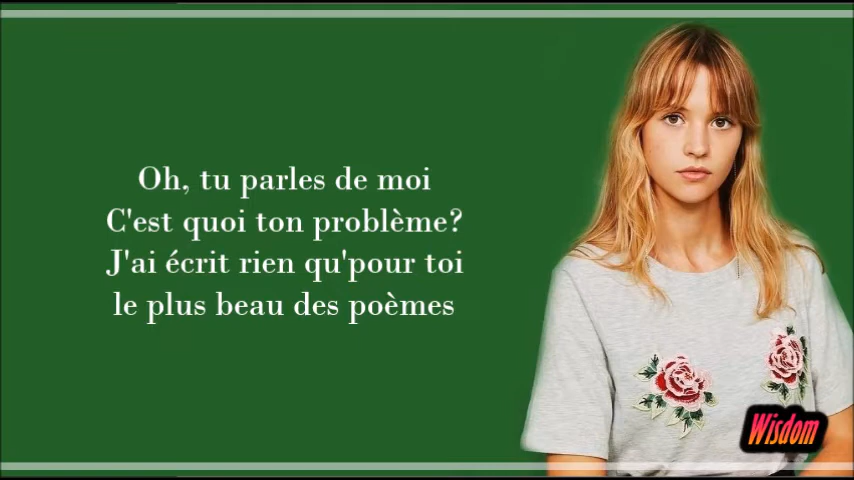 Oh, tu parles de moi
C'est quoi ton problème?
J'ai écrit rien qu'pour toi
le plus beau des poèmes
Wisdom